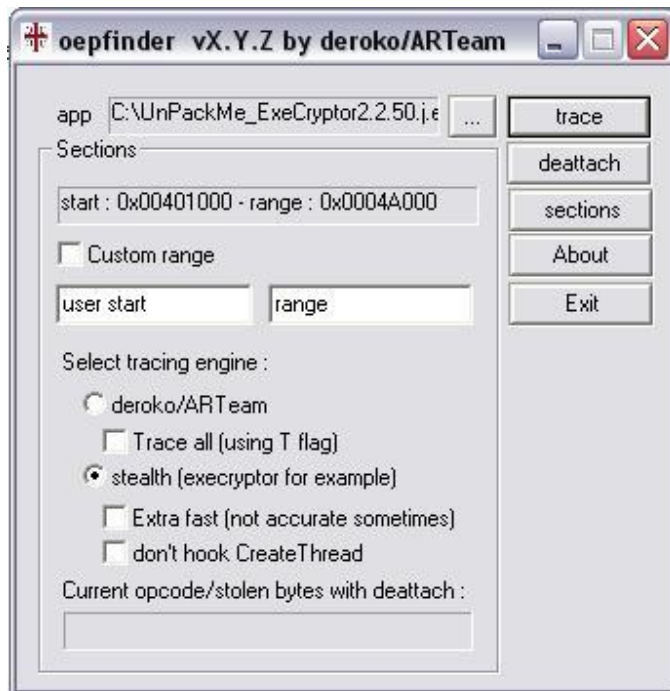 oepfinder vX.Y.Z by deroko/ARTeam
app C:\UnPackMe_ExeCryptor2.2.50.j.e ... trace
Sections deattach
start : 0x00401000 - range : 0x0004A000 sections
Custom range About
user start range Exit
Select tracing engine :
deroko/ARTeam
Trace all (using T flag)
stealth (execryptor for example)
Extra fast (not accurate sometimes)
don't hook CreateThread
Current opcode/stolen bytes with deattach :